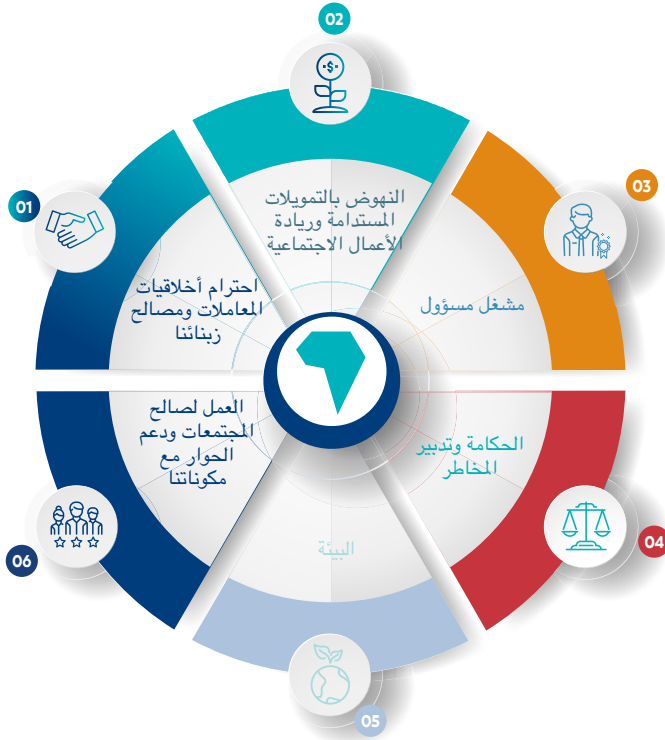 01
احترام أخلاقيات
المعاملات ومصالح
زبنائنا
02
النهوض بالتمويلات
المستدامة وريادة
الأعمال الاجتماعية
03
مشغل مسؤول
04
الحكامة وتدبير
المخاطر
05
البيئة
06
العمل لصالح
المجتمعات ودعم
الحوار مع
مكوناتنا